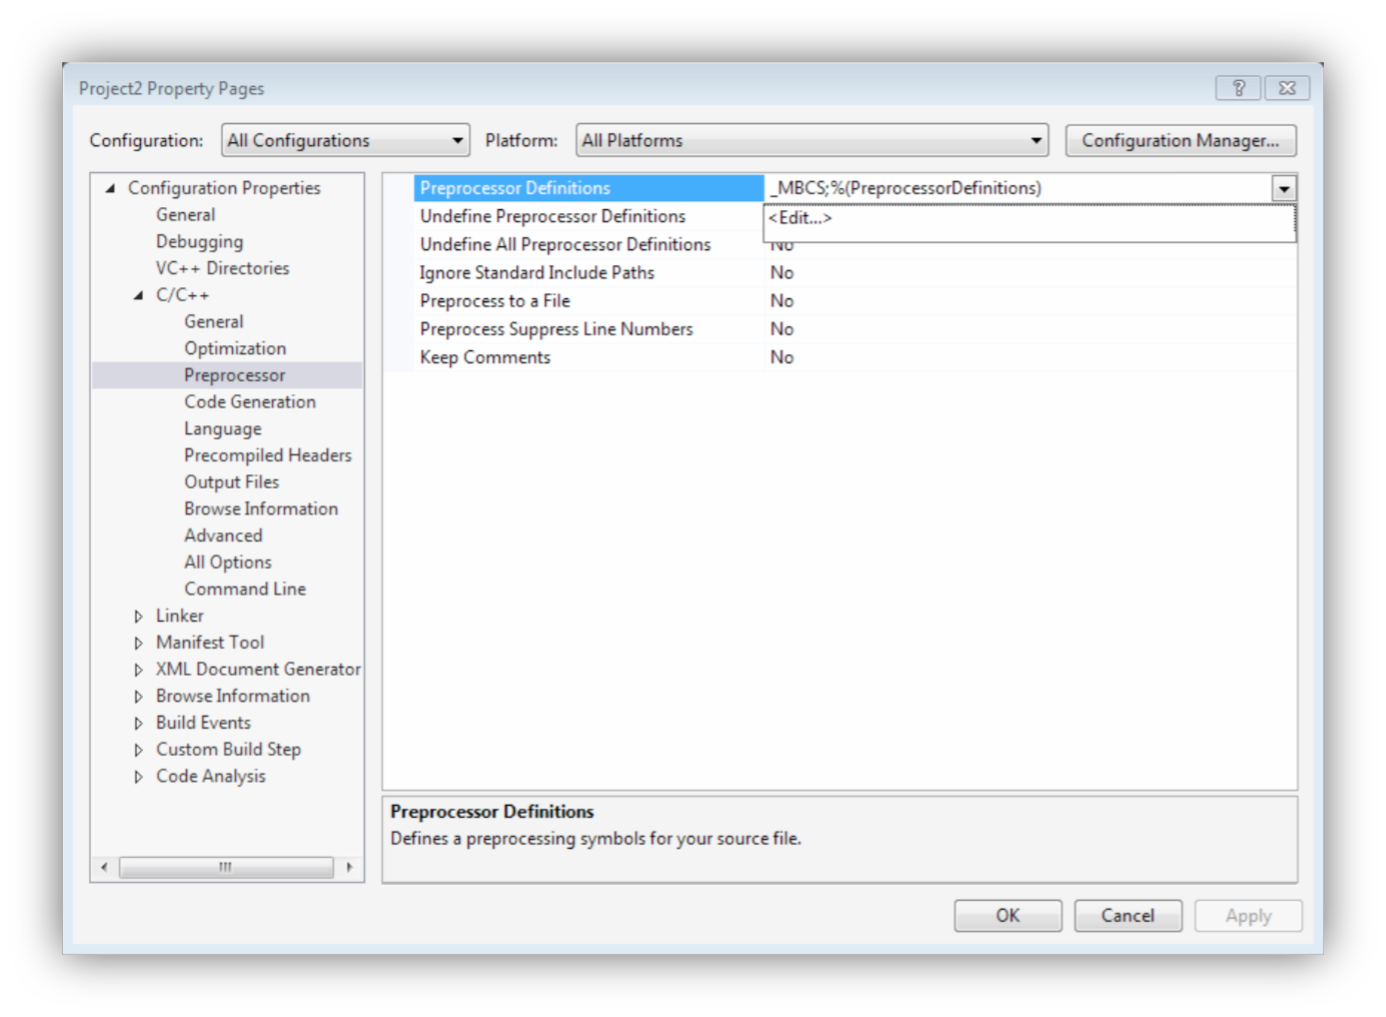 Project2 Property Pages
Configuration: All Configurations Platform: All Platforms Configuration Manager...
Configuration Properties
General
Debugging
VC++ Directories
C/C++
General
Optimization
Preprocessor
Code Generation
Language
Precompiled Headers
Output Files
Browse Information
Advanced
All Options
Command Line
Linker
Manifest Tool
XML Document Generator
Browse Information
Build Events
Custom Build Step
Code Analysis
Preprocessor Definitions _MBCS;%(PreprocessorDefinitions)
Undefine Preprocessor Definitions <Edit...>
Undefine All Preprocessor Definitions No
Ignore Standard Include Paths No
Preprocess to a File No
Preprocess Suppress Line Numbers No
Keep Comments No
Preprocessor Definitions
Defines a preprocessing symbols for your source file.
OK Cancel Apply